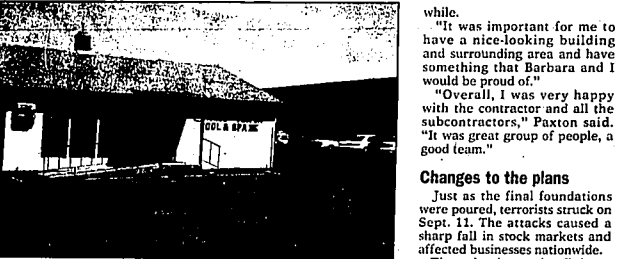 OOL & SPA
while.
"It was important for me to
have a nice-looking building
and surrounding area and have
something that Barbara and I
would be proud of."
"Overall, I was very happy
with the contractor and all the
subcontractors," Paxton said.
"It was great group of people, a
good team."
Changes to the plans
Just as the final foundations
were poured, terrorists struck on
Sept. 11. The attacks caused a
sharp fall in stock markets and
affected businesses nationwide.